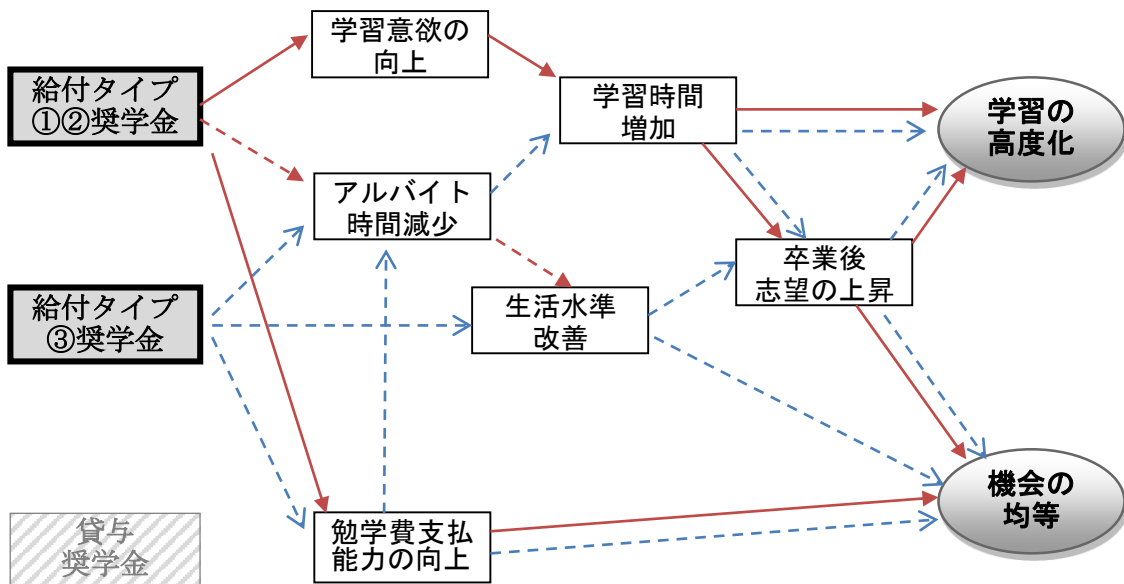 学習意欲の
向上
給付タイプ
①②奨学金
学習時間
増加
学習の
高度化
アルバイト
時間減少
卒業後
志望の上昇
給付タイプ
③奨学金
生活水準
改善
機会の
均等
貸与
奨学金
勉学費支払
能力の向上